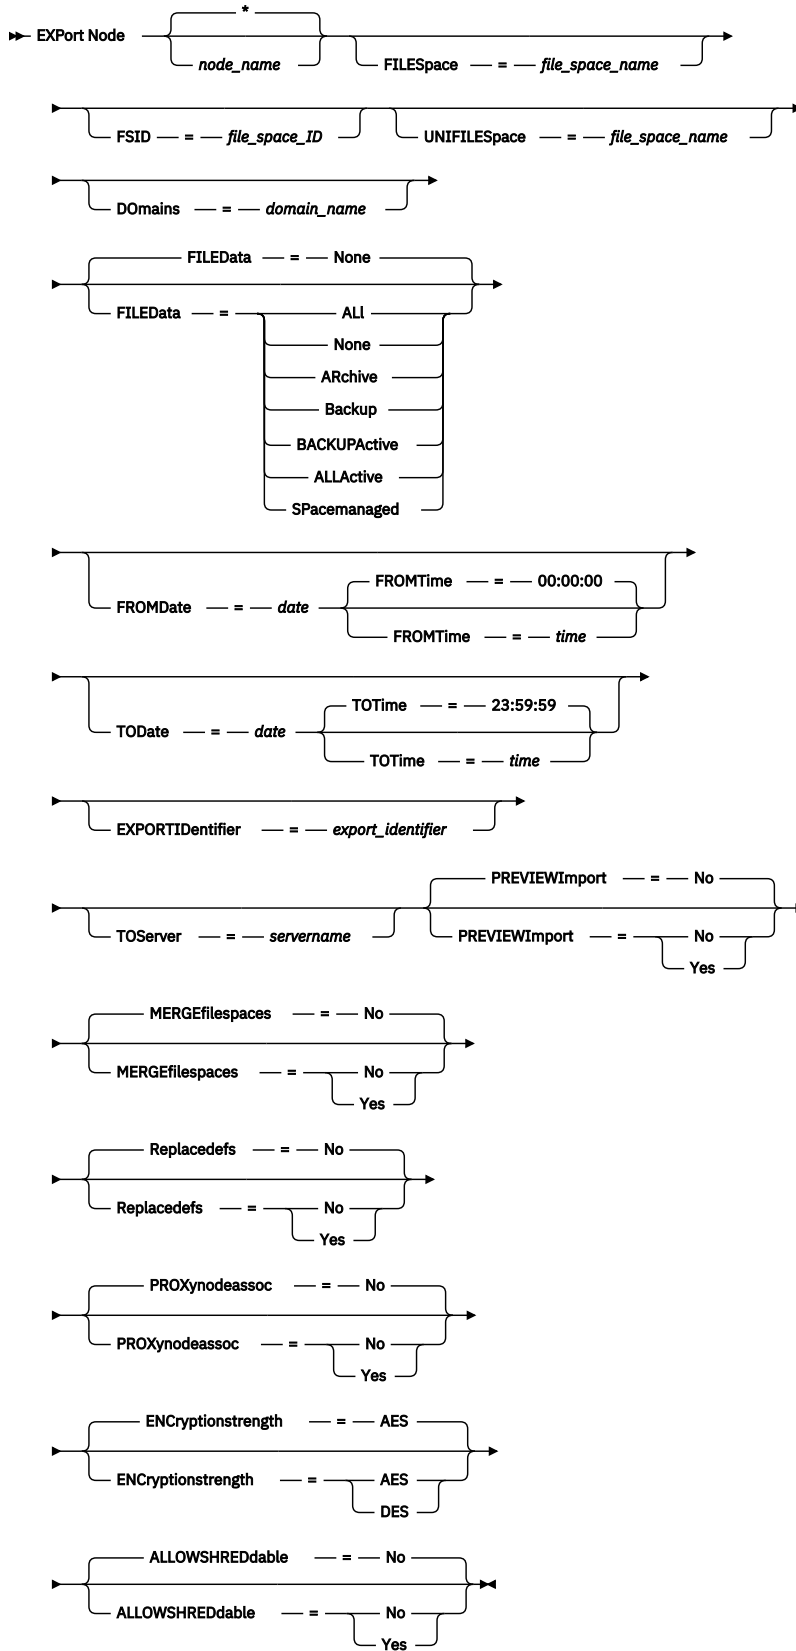 *
EXPort Node
node_name
FILESpace = file_space_name
FSID = file_space_ID
UNIFILESpace = file_space_name
DOmains = domain_name
FILEData = None
FILEData = ALl
None
ARchive
Backup
BACKUPActive
ALLActive
SPacemanaged
FROMTime = 00:00:00
FROMDate = date
FROMTime = time
TOTime = 23:59:59
TODate = date
TOTime = time
EXPORTIDentifier = export_identifier
PREVIEWImport = No
TOServer = servername
PREVIEWImport = No
Yes
MERGEfilespaces = No
MERGEfilespaces = No
Yes
Replacedefs = No
Replacedefs = No
Yes
PROXynodeassoc = No
PROXynodeassoc = No
Yes
ENCryptionstrength = AES
ENCryptionstrength = AES
DES
ALLOWSHREDdable = No
ALLOWSHREDdable = No
Yes